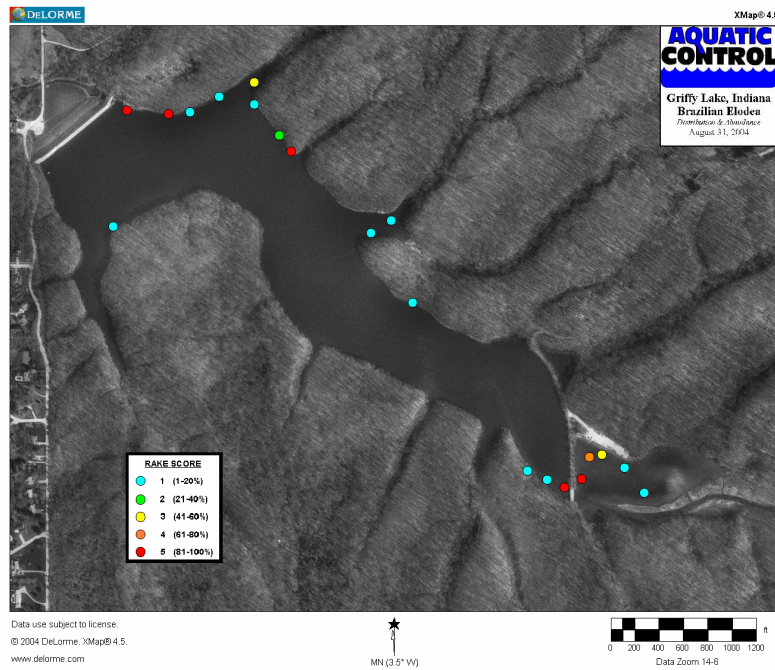 DELORME
XMap® 4.5
AQUATIC
CONTROL
Griffy Lake, Indiana
Brazilian Elodea
Distribution & Abundance
August 31, 2004
RAKE SCORE
1 (1-20%)
2 (21-40%)
3 (41-60%)
4 (61-80%)
5 (81-100%)
Data use subject to license.
© 2004 DeLorme. XMap® 4.5.
www.delorme.com
MN (3.5° W)
ft
0 200 400 600 800 1000 1200
Data Zoom 14-6